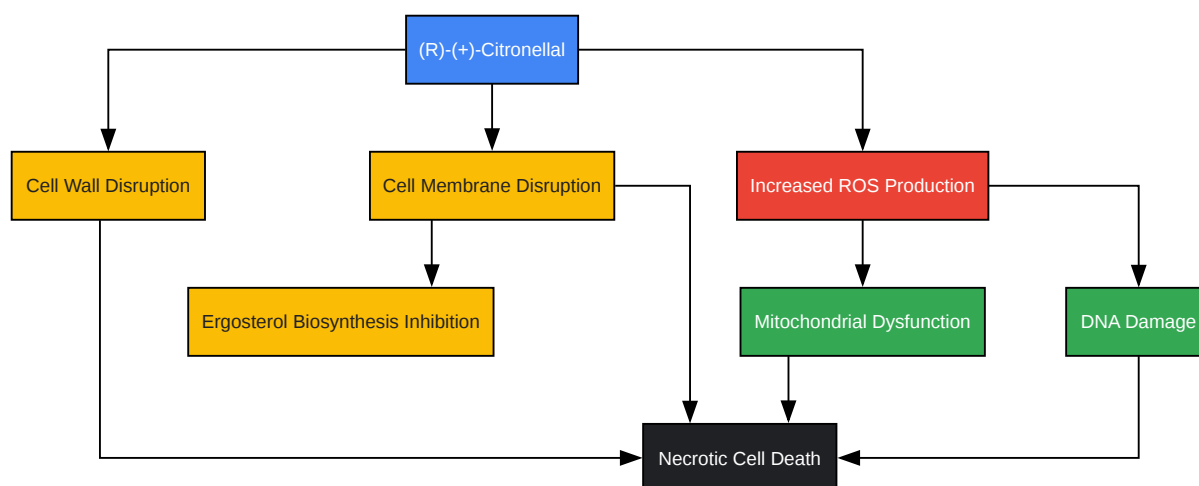 (R)-(+)-Citronellal
Cell Wall Disruption
Cell Membrane Disruption
Increased ROS Production
Ergosterol Biosynthesis Inhibition
Mitochondrial Dysfunction
DNA Damage
Necrotic Cell Death